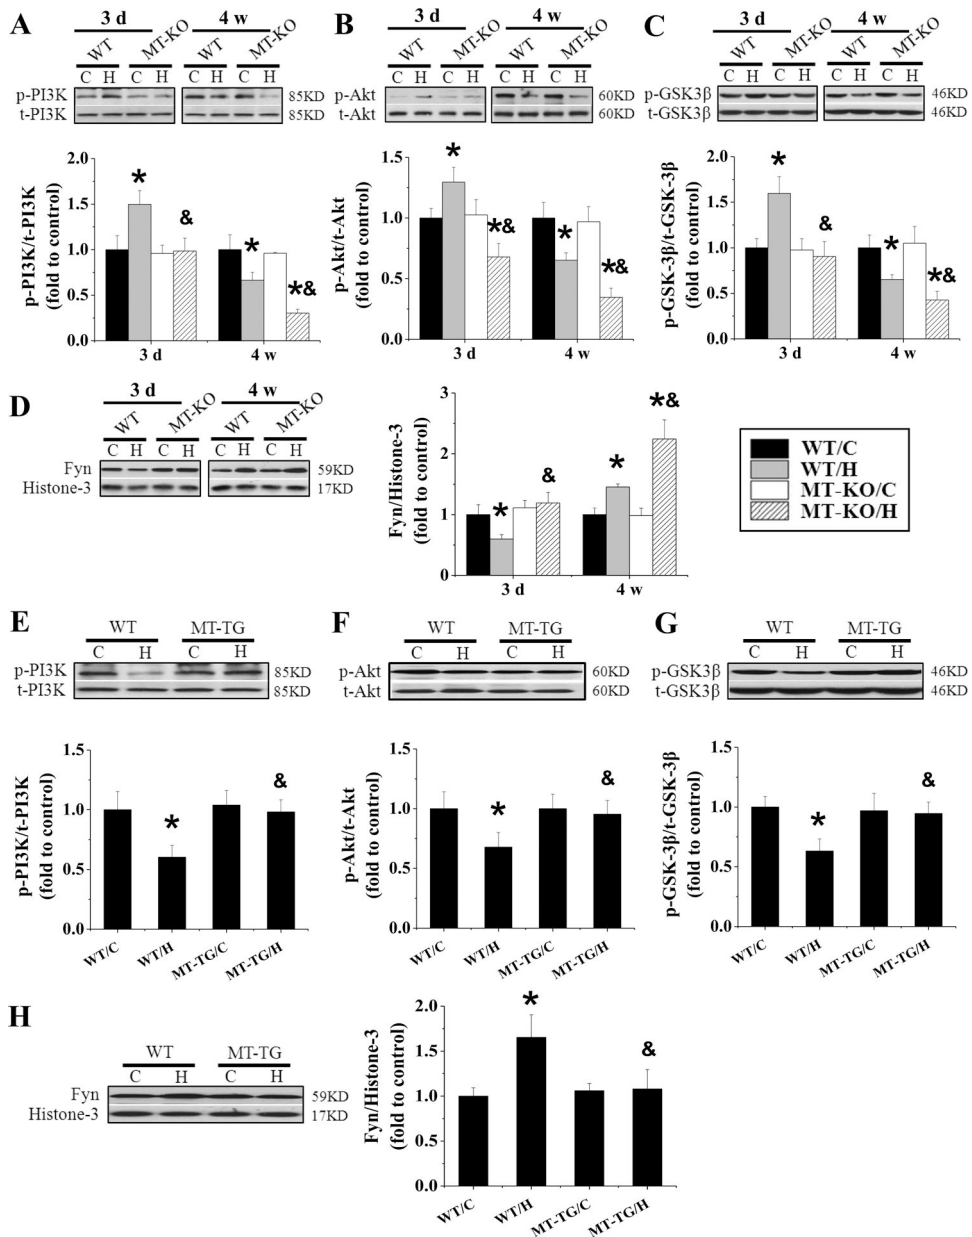 A
3 d
4 w
WT
MT-KO
WT
MT-KO
C H C H C H C H
p-PI3K
85KD
t-PI3K
85KD
p-PI3K/t-PI3K
(fold to control)
2.0
1.5
1.0
0.5
0.0
*
&
*
*&
3 d
4 w
B
3 d
4 w
WT
MT-KO
WT
MT-KO
C H C H C H C H
p-Akt
60KD
t-Akt
60KD
p-Akt/t-Akt
(fold to control)
1.5
1.0
0.5
0.0
*
*&
*
*&
3 d
4 w
C
3 d
4 w
WT
MT-KO
WT
MT-KO
C H C H C H C H
p-GSK3β
46KD
t-GSK3β
46KD
p-GSK-3β/t-GSK-3β
(fold to control)
2.0
1.5
1.0
0.5
0.0
*
&
*
*&
3 d
4 w
D
3 d
4 w
WT
MT-KO
WT
MT-KO
C H C H C H C H
Fyn
59KD
Histone-3
17KD
Fyn/Histone-3
(fold to control)
3
2
1
0
*
&
*
*&
3 d
4 w
WT/C
WT/H
MT-KO/C
MT-KO/H
E
WT
MT-TG
C H C H
p-PI3K
85KD
t-PI3K
85KD
p-PI3K/t-PI3K
(fold to control)
1.5
1.0
0.5
0.0
*
&
WT/C
WT/H
MT-TG/C
MT-TG/H
F
WT
MT-TG
C H C H
p-Akt
60KD
t-Akt
60KD
p-Akt/t-Akt
(fold to control)
1.5
1.0
0.5
0.0
*
&
WT/C
WT/H
MT-TG/C
MT-TG/H
G
WT
MT-TG
C H C H
p-GSK3β
46KD
t-GSK3β
46KD
p-GSK-3β/t-GSK-3β
(fold to control)
1.5
1.0
0.5
0.0
*
&
WT/C
WT/H
MT-TG/C
MT-TG/H
H
WT
MT-TG
C H C H
Fyn
59KD
Histone-3
17KD
Fyn/Histone-3
(fold to control)
2.0
1.5
1.0
0.5
0.0
*
&
WT/C
WT/H
MT-TG/C
MT-TG/H